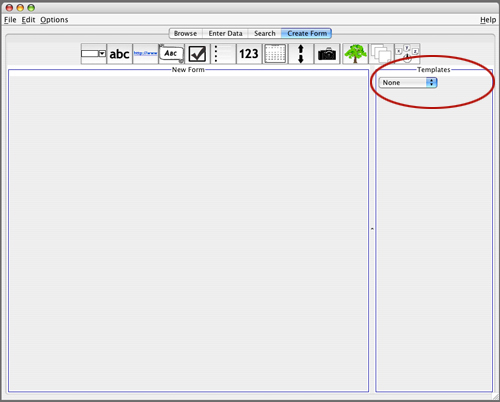 File Edit Options Help
Browse Enter Data Search Create Form
abc http://www ABC 123
New Form Templates
None